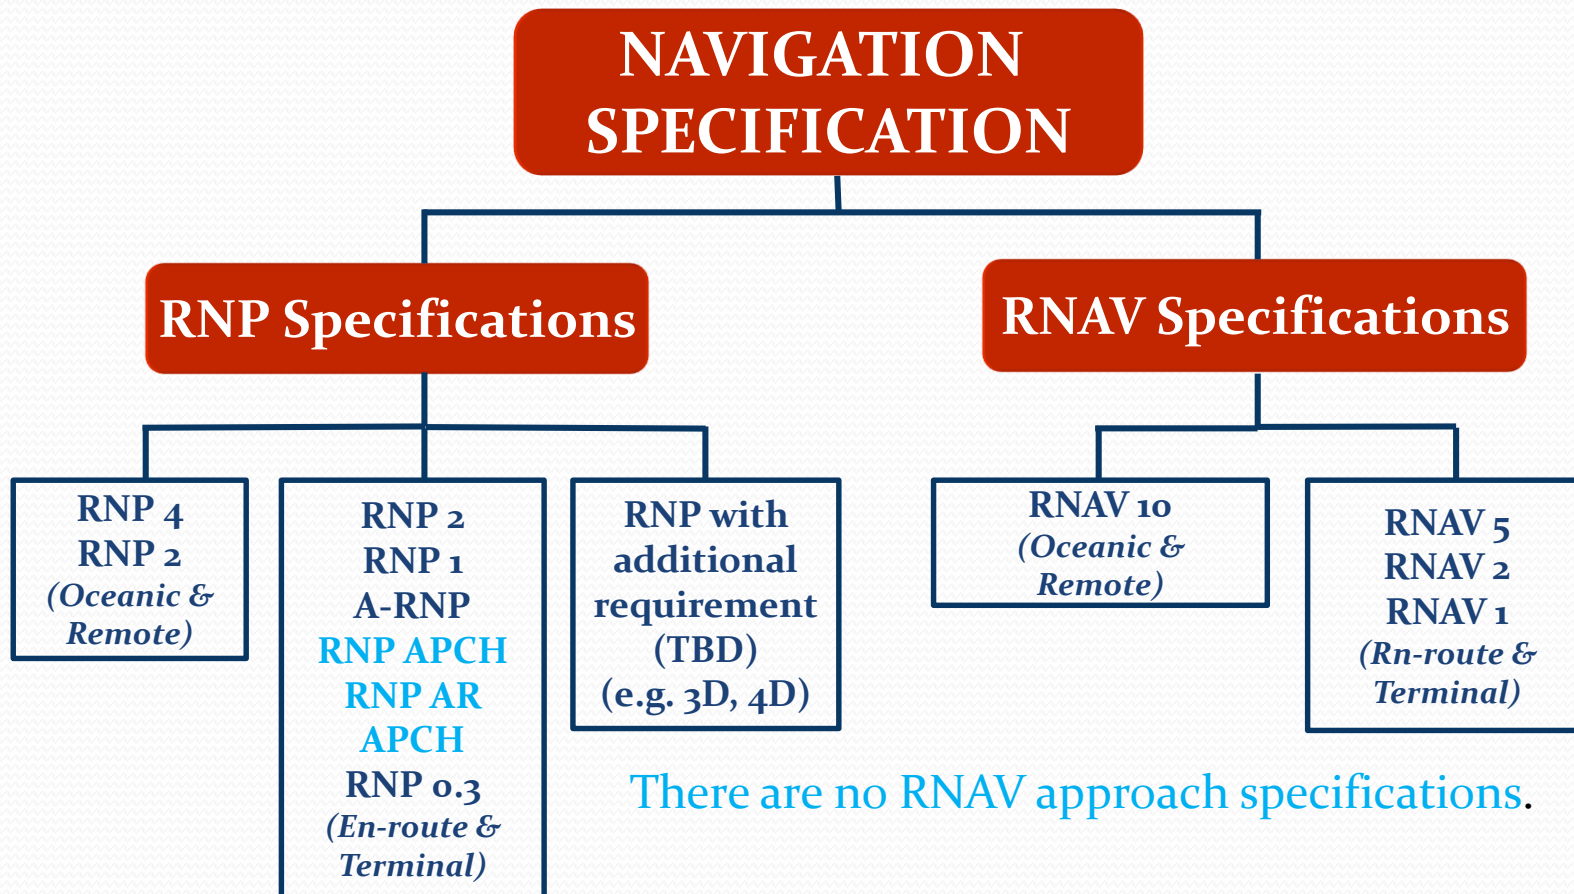 NAVIGATION
SPECIFICATION
RNP Specifications
RNAV Specifications
RNP 4
RNP 2
(Oceanic &
Remote)
RNP 2
RNP 1
A-RNP
RNP APCH
RNP AR
APCH
RNP 0.3
(En-route &
Terminal)
RNP with
additional
requirement
(TBD)
(e.g. 3D, 4D)
RNAV 10
(Oceanic &
Remote)
RNAV 5
RNAV 2
RNAV 1
(Rn-route &
Terminal)
There are no RNAV approach specifications.